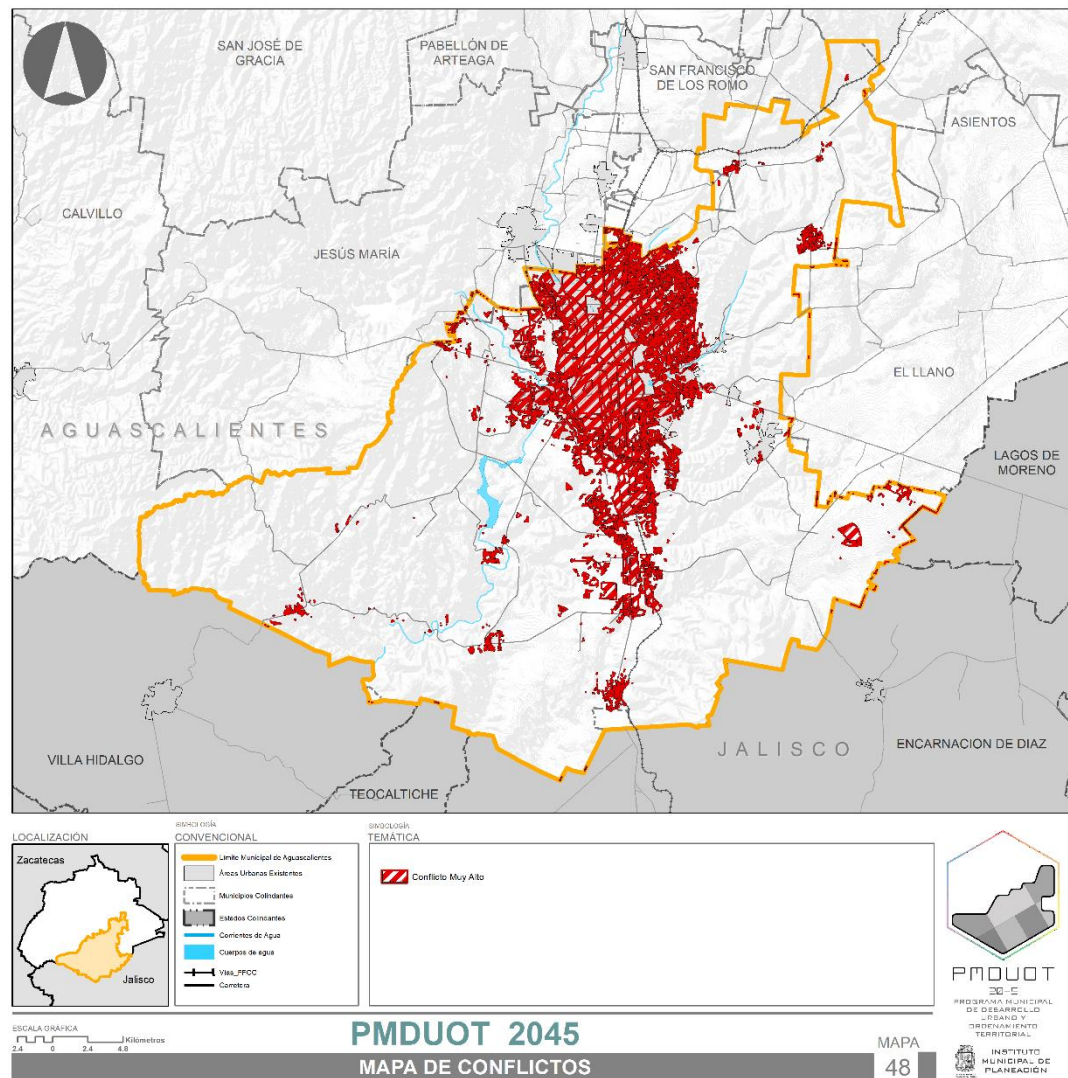 SAN JOSÉ DE
GRACIA
PABELLÓN DE
ARTEAGA
SAN FRANCISCO
DE LOS ROMO
ASIENTOS
CALVILLO
JESÚS MARÍA
EL LLANO
AGUASCALIENTES
LAGOS DE
MORENO
JALISCO
ENCARNACION DE DIAZ
VILLA HIDALGO
TEOCALTICHE
LOCALIZACIÓN
Zacatecas
Jalisco
SIMBOLOGÍA
CONVENCIONAL
Límite Municipal de Aguascalientes
Áreas Urbanas Existentes
Municipios Colindantes
Estados Colindantes
Corrientes de Agua
Cuerpos de agua
Vias_FFCC
Carretera
SIMBOLOGÍA
TEMÁTICA
Conflicto Muy Alto
PMDUOT
PROGRAMA MUNICIPAL
DE DESARROLLO
URBANO Y
ORDENAMIENTO
TERRITORIAL
INSTITUTO
MUNICIPAL DE
PLANEACIÓN
ESCALA GRÁFICA
2.4 0 2.4 4.8 Kilómetros
PMDUOT 2045
MAPA DE CONFLICTOS
MAPA
48